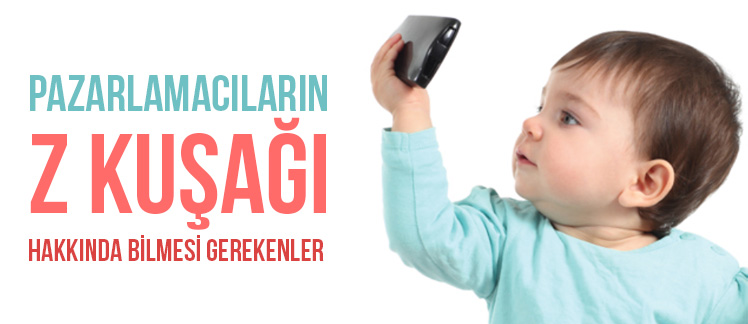 PAZARLAMACILARIN
Z KUŞAĞI
HAKKINDA BİLMESİ GEREKENLER